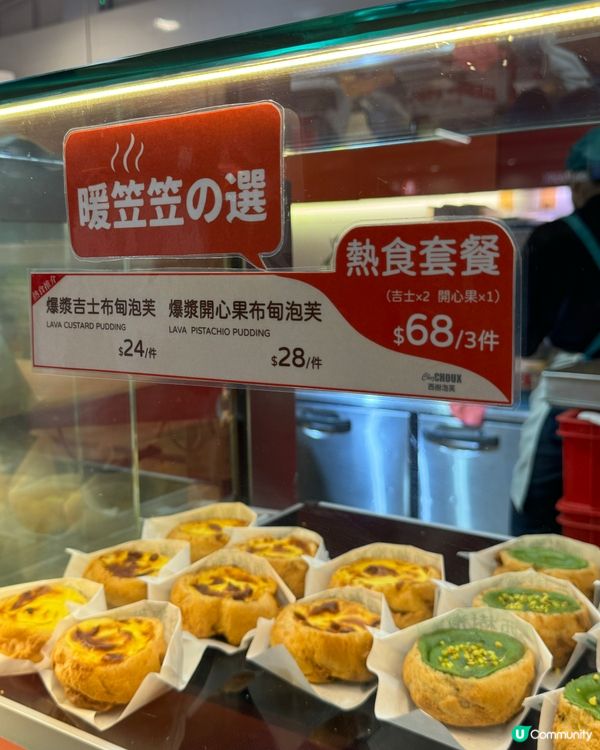 暖笠笠の選
熱食推介
爆漿吉士布甸泡芙
LAVA CUSTARD PUDDING
$24/件
爆漿開心果布甸泡芙
LAVA PISTACHIO PUDDING
$28/件
熱食套餐
(吉士×2 開心果×1)
$68/3件
Chez CHOUX
西樹泡芙
U Community